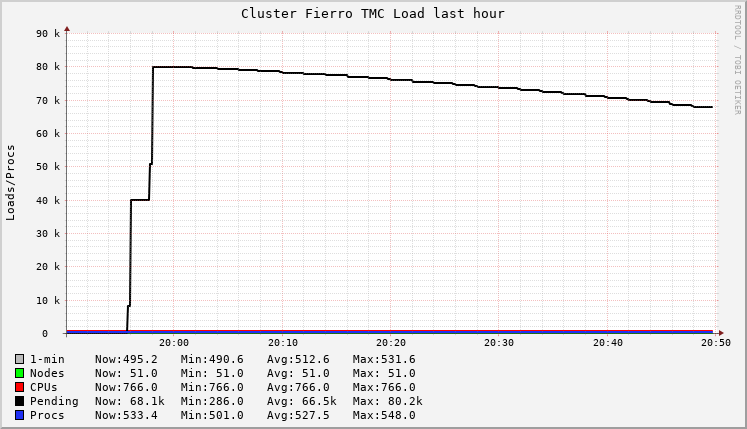 Cluster Fierro TMC Load last hour
RRDTOOL / TOBI OETIKER
Loads/Procs
90 k
80 k
70 k
60 k
50 k
40 k
30 k
20 k
10 k
0
20:00 20:10 20:20 20:30 20:40 20:50
1-min Now:495.2 Min:490.6 Avg:512.6 Max:531.6
Nodes Now: 51.0 Min: 51.0 Avg: 51.0 Max: 51.0
CPUs Now:766.0 Min:766.0 Avg:766.0 Max:766.0
Pending Now: 68.1k Min:286.0 Avg: 66.5k Max: 80.2k
Procs Now:533.4 Min:501.0 Avg:527.5 Max:548.0